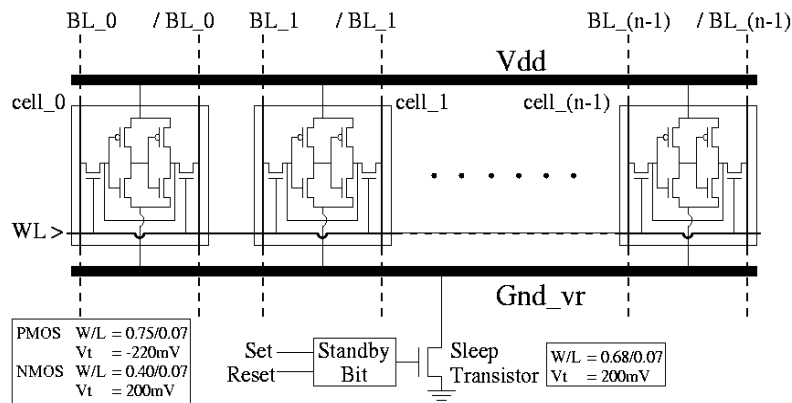 BL_0 / BL_0 BL_1 / BL_1 BL_(n-1) / BL_(n-1)
Vdd
cell_0 cell_1 cell_(n-1)
WL >
Gnd_vr
PMOS W/L = 0.75/0.07
Vt = -220mV
NMOS W/L = 0.40/0.07
Vt = 200mV
Set
Reset
Standby
Bit
Sleep
Transistor
W/L = 0.68/0.07
Vt = 200mV